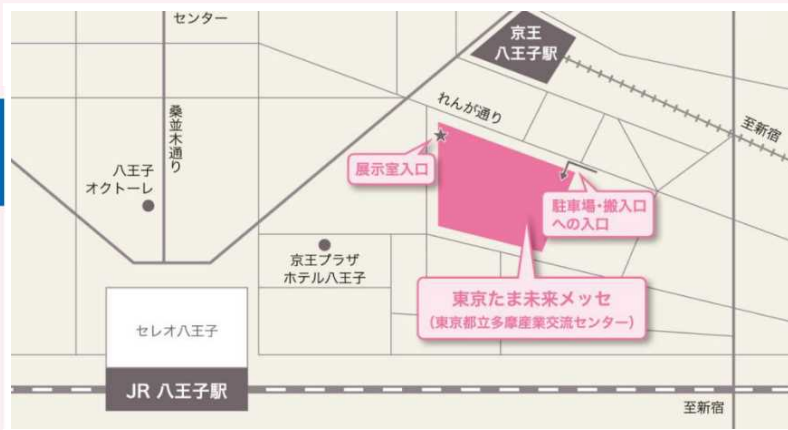 センター
京王
八王子駅
れんが通り
至新宿
桑並木通り
展示室入口
八王子
オクトーレ
駐車場・搬入口
への入口
京王プラザ
ホテル八王子
東京たま未来メッセ
(東京都立多摩産業交流センター)
セレオ八王子
JR 八王子駅
至新宿